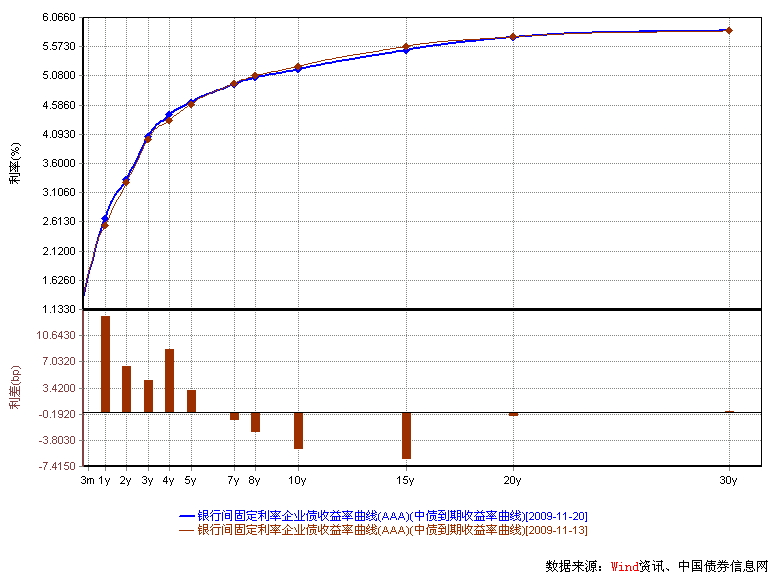 6.0660
5.5730
5.0800
4.5860
4.0930
3.6000
3.1060
2.6130
2.1200
1.6260
1.1330
利率(%)
10.6430
7.0320
3.4200
-0.1920
-3.8030
-7.4150
利差(bp)
3m 1y 2y 3y 4y 5y 7y 8y 10y 15y 20y 30y
银行间固定利率企业债收益率曲线(AAA)(中债到期收益率曲线)[2009-11-20]
银行间固定利率企业债收益率曲线(AAA)(中债到期收益率曲线)[2009-11-13]
数据来源：Wind资讯、中国债券信息网